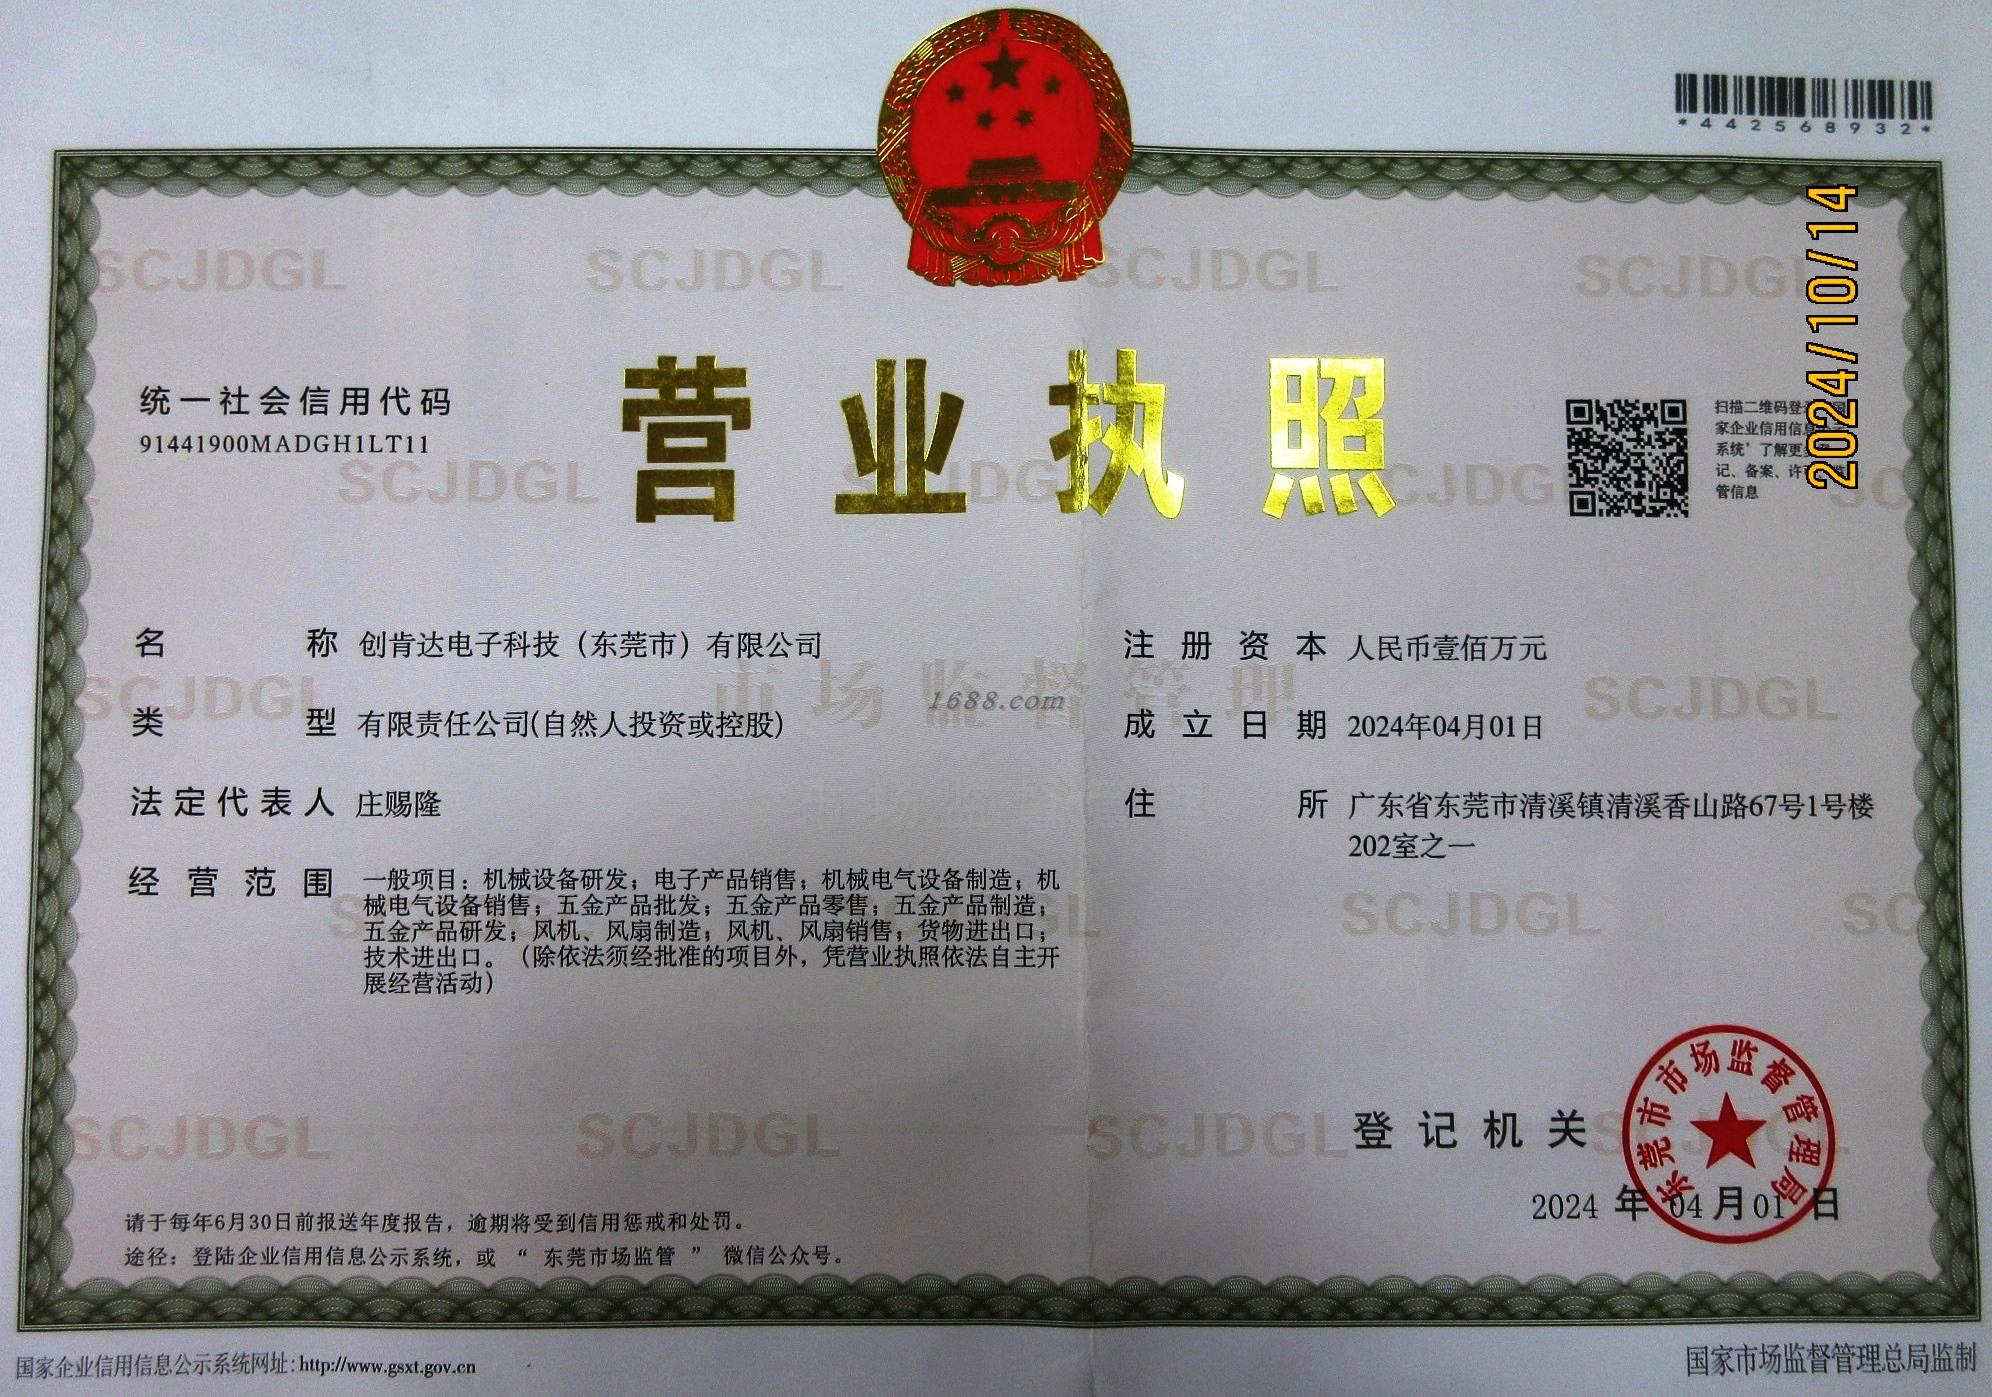 *442568932*
2024/10/14
SCJDGL SCJDGL SCJDGL SCJDGL
营业执照
统一社会信用代码
91441900MADGH1LT11
扫描二维码登
家企业信用信息
系统’了解更多
记、备案、许
管信息
名称 创肯达电子科技（东莞市）有限公司
类型 有限责任公司(自然人投资或控股)
法定代表人 庄赐隆
经营范围 一般项目：机械设备研发；电子产品销售；机械电气设备制造；机
械电气设备销售；五金产品批发；五金产品零售；五金产品制造；
五金产品研发；风机、风扇制造；风机、风扇销售；货物进出口；
技术进出口。（除依法须经批准的项目外，凭营业执照依法自主开
展经营活动）
注册资本 人民币壹佰万元
成立日期 2024年04月01日
住所 广东省东莞市清溪镇清溪香山路67号1号楼
202室之一
市场监督管理
1688.com
登记机关
东莞市市场监督管理局
2024 年 04 月 01 日
请于每年6月30日前报送年度报告，逾期将受到信用惩戒和处罚。
途径：登陆企业信用信息公示系统，或“东莞市场监管”微信公众号。
国家企业信用信息公示系统网址:http://www.gsxt.gov.cn
国家市场监督管理总局监制